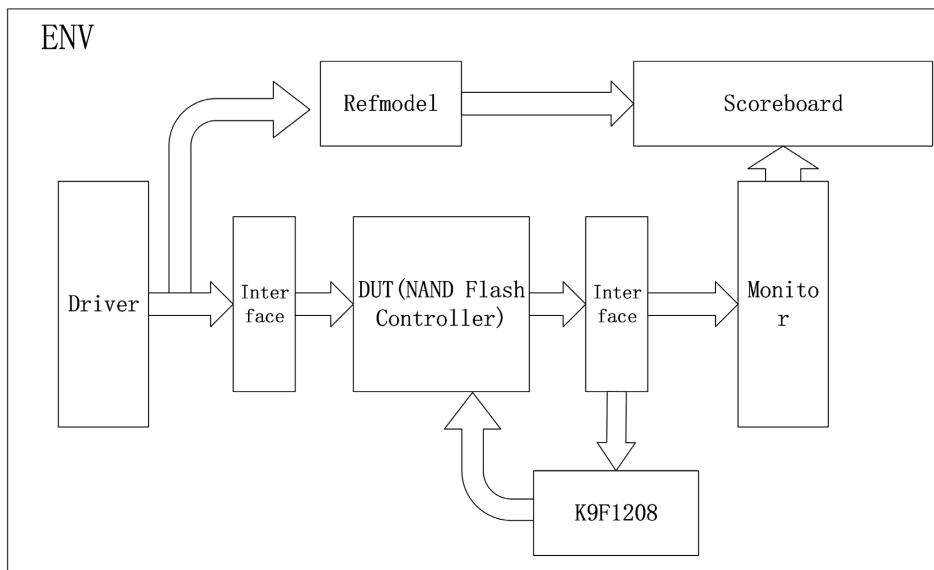 ENV
Refmodel
Scoreboard
Driver
Inter
face
DUT(NAND Flash
Controller)
Inter
face
Monito
r
K9F1208